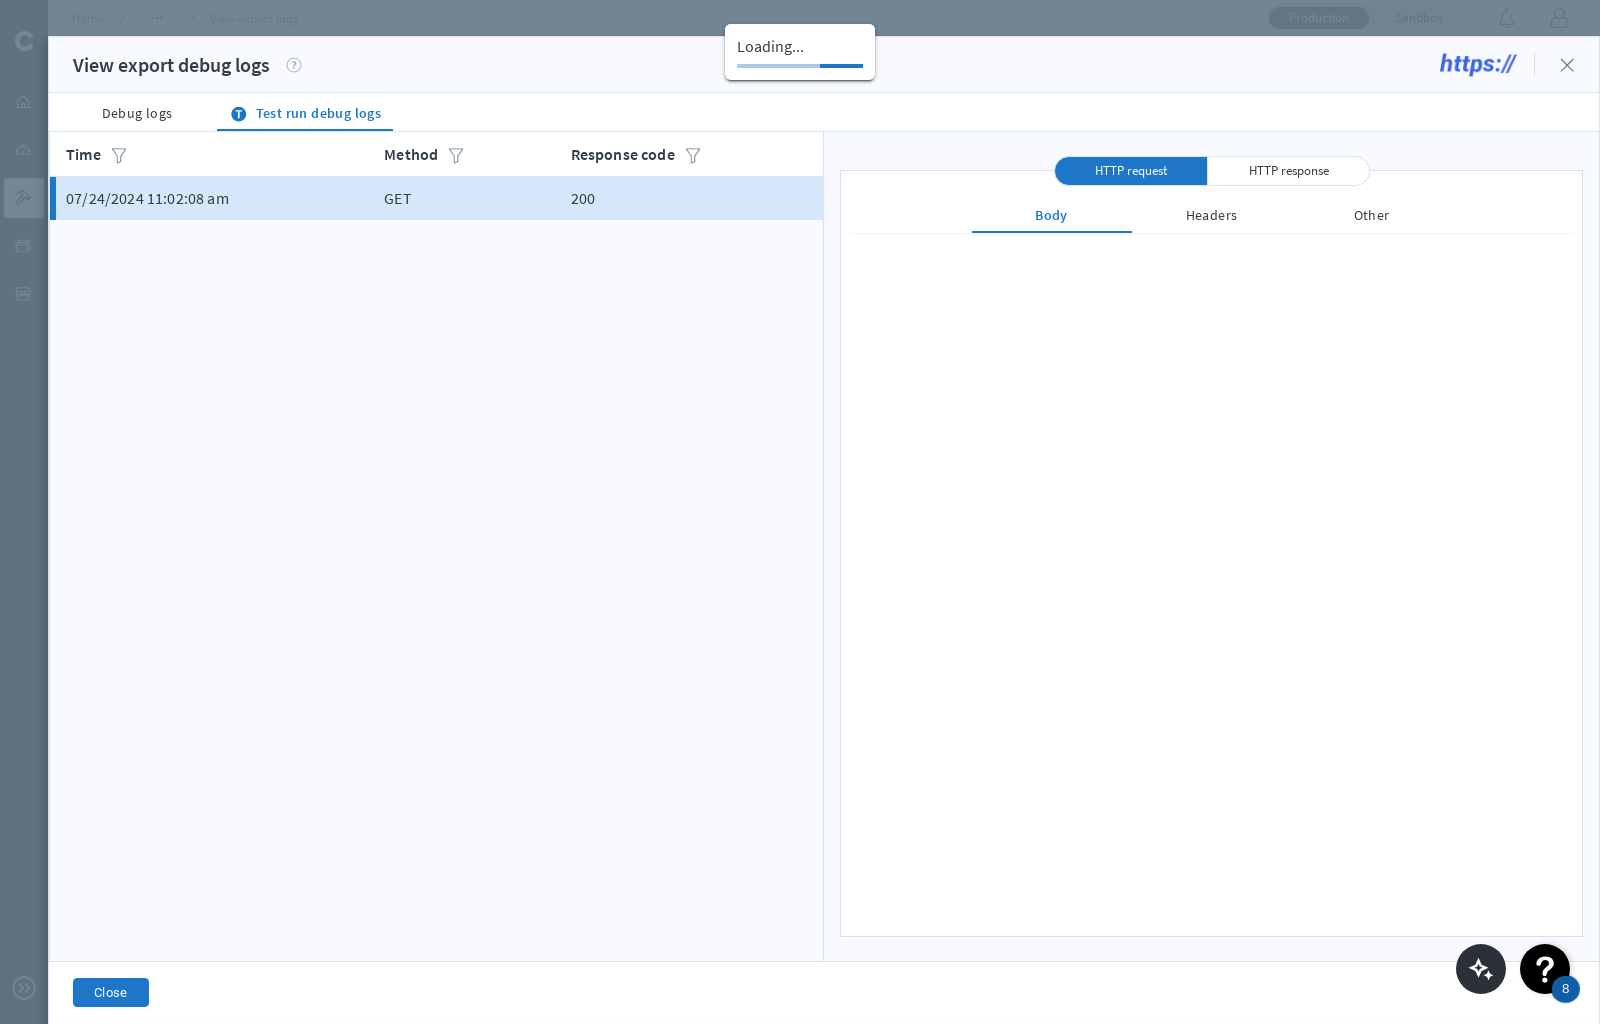 Home ··· View export logs Production Sandbox
Loading...
View export debug logs ? https://
Debug logs T Test run debug logs
Time Method Response code
HTTP request HTTP response
07/24/2024 11:02:08 am GET 200
Body Headers Other
Close
? 8